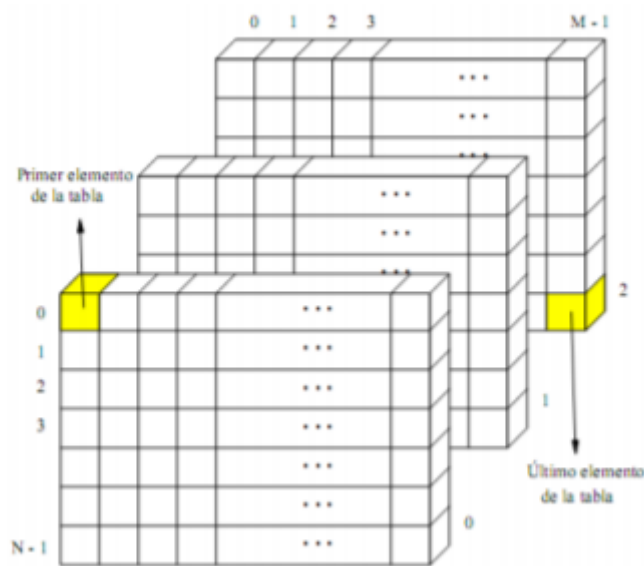 0 1 2 3 M - 1
...
...
...
Primer elemento
de la tabla
...
...
...
2
0 ...
1 ...
2 ...
3 ...
1
...
Último elemento
de la tabla
...
0
N - 1 ...